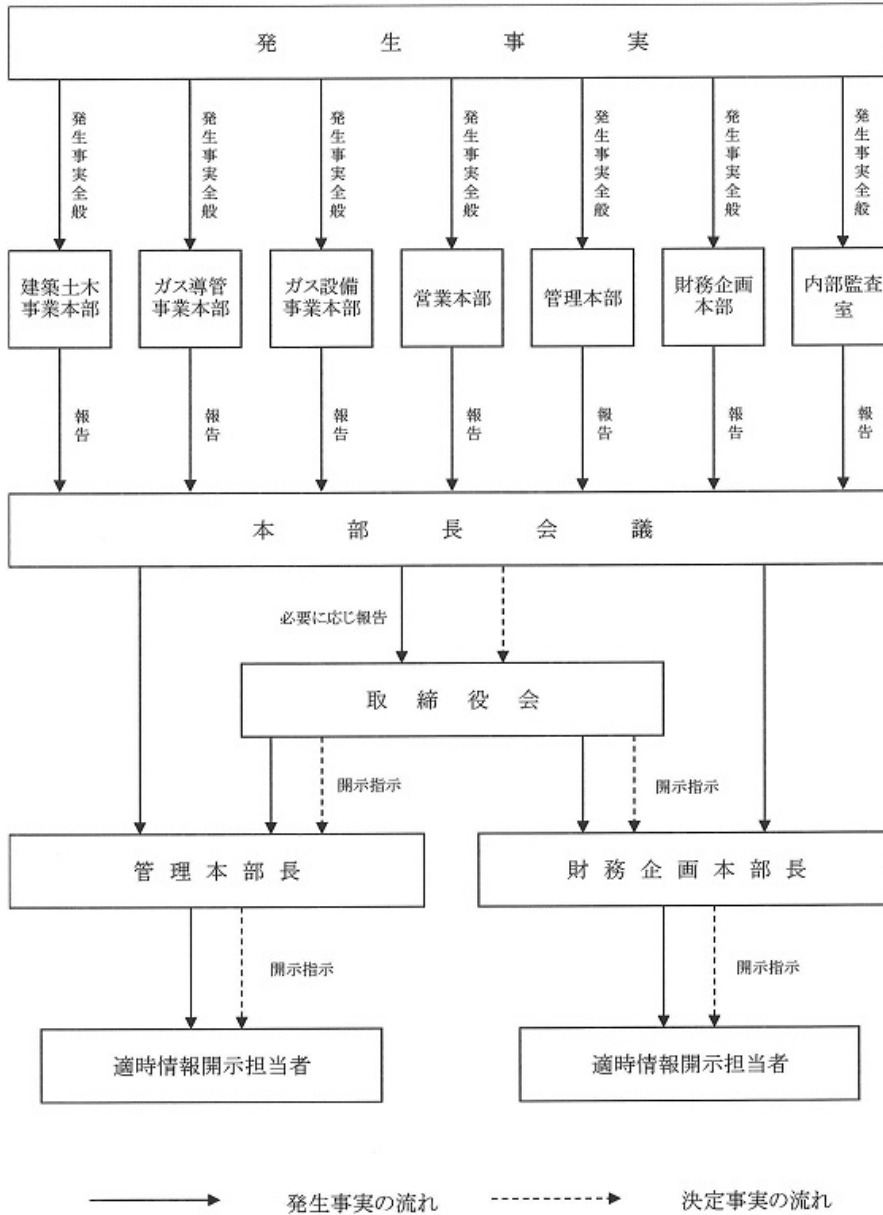 発生事実
発生事実全般
発生事実全般
発生事実全般
発生事実全般
発生事実全般
発生事実全般
発生事実全般
建築土木
事業本部
ガス導管
事業本部
ガス設備
事業本部
営業本部
管理本部
財務企画
本部
内部監査
室
報告
報告
報告
報告
報告
報告
報告
本部長会議
必要に応じ報告
取締役会
開示指示
開示指示
管理本部長
財務企画本部長
開示指示
開示指示
適時情報開示担当者
適時情報開示担当者
発生事実の流れ
決定事実の流れ